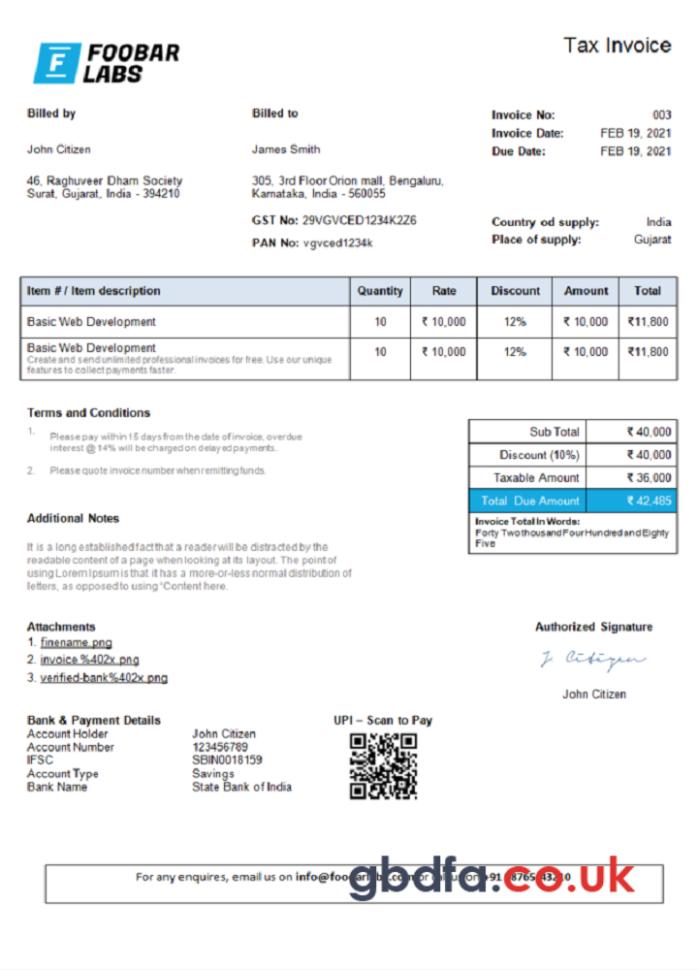 FOOBAR
LABS
Tax Invoice
Billed by
Billed to
Invoice No: 003
Invoice Date: FEB 19, 2021
John Citizen
James Smith
Due Date: FEB 19, 2021
46, Raghuveer Dham Society
Surat, Gujarat, India - 394210
305, 3rd Floor Orion mall, Bengaluru,
Karnataka, India - 560055
GST No: 29VGVCED1234K2Z6
Country od supply: India
PAN No: vgvced1234k
Place of supply: Gujarat
Item # / Item description Quantity Rate Discount Amount Total
Basic Web Development 10 ₹ 10,000 12% ₹ 10,000 ₹11,800
Basic Web Development 10 ₹ 10,000 12% ₹ 10,000 ₹11,800
Create and send unlimited professional invoices for free. Use our unique
features to collect payments faster.
Terms and Conditions
1. Please pay within 15 days from the date of invoice, overdue
interest @ 14% will be charged on delayed payments.
2. Please quote invoice number when remitting funds.
Sub Total ₹ 40,000
Discount (10%) ₹ 40,000
Taxable Amount ₹ 36,000
Total Due Amount ₹ 42,485
Invoice Total In Words:
Forty Two thousand Four Hundred and Eighty
Five
Additional Notes
It is a long established fact that a reader will be distracted by the
readable content of a page when looking at its layout. The point of
using Lorem Ipsum is that it has a more-or-less normal distribution of
letters, as opposed to using 'Content here.
Attachments
1. finename.png
2. invoice %402x.png
3. verified-bank%402x.png
Authorized Signature
J. Citizen
John Citizen
Bank & Payment Details
Account Holder John Citizen
Account Number 123456789
IFSC SBIN0018159
Account Type Savings
Bank Name State Bank of India
UPI – Scan to Pay
For any enquires, email us on
gbdfa.co.uk